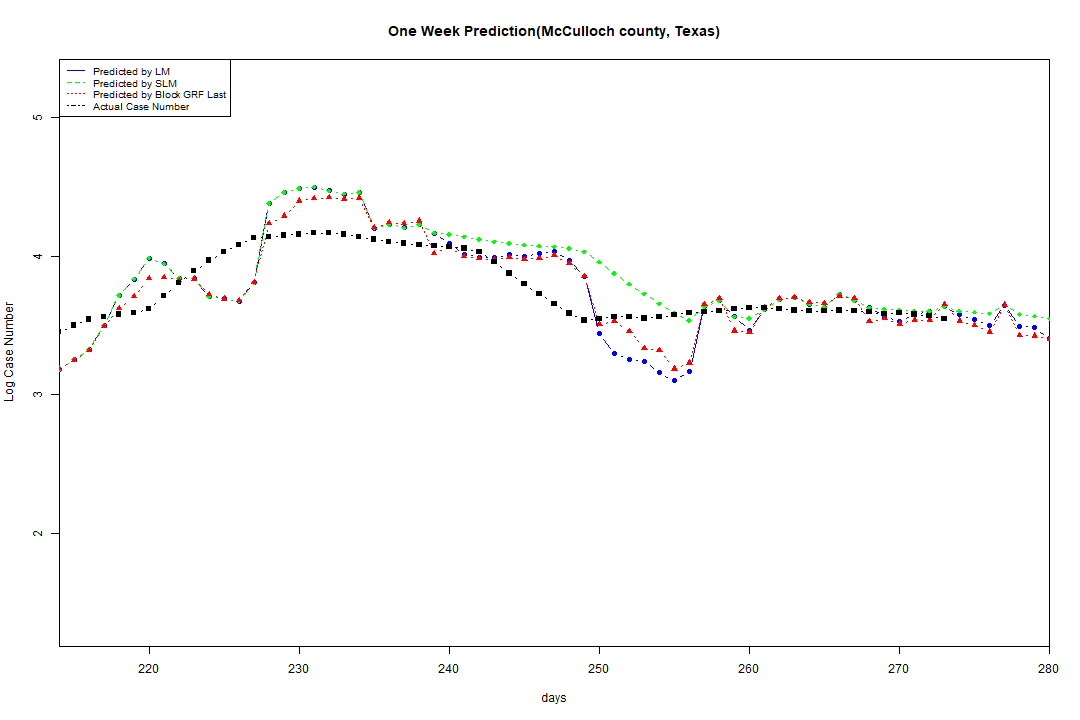 One Week Prediction(McCulloch county, Texas)
Predicted by LM
Predicted by SLM
Predicted by Block GRF Last
Actual Case Number
5
4
3
2
Log Case Number
220 230 240 250 260 270 280
days